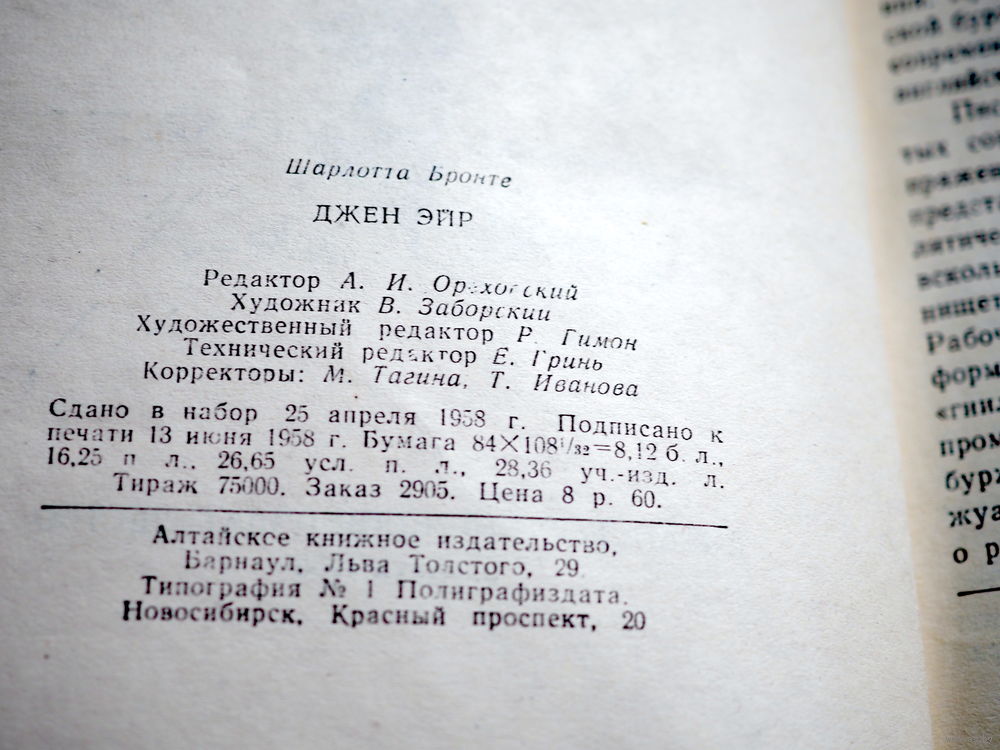 Шарлотта Бронте
ДЖЕН ЭЙР
Редактор А. И. Ореховский
Художник В. Заборский
Художественный редактор Р. Гимон
Технический редактор Е. Гринь
Корректоры: М. Тагина, Т. Иванова
Сдано в набор 25 апреля 1958 г. Подписано к
печати 13 июня 1958 г. Бумага 84×108¹/₃₂=8,12 б. л.,
16,25 п л., 26,65 усл. п. л., 28,36 уч.-изд. л.
Тираж 75000. Заказ 2905. Цена 8 р. 60.
Алтайское книжное издательство,
Барнаул, Льва Толстого, 29.
Типография № 1 Полиграфиздата.
Новосибирск, Красный проспект, 20
ской
тых
о